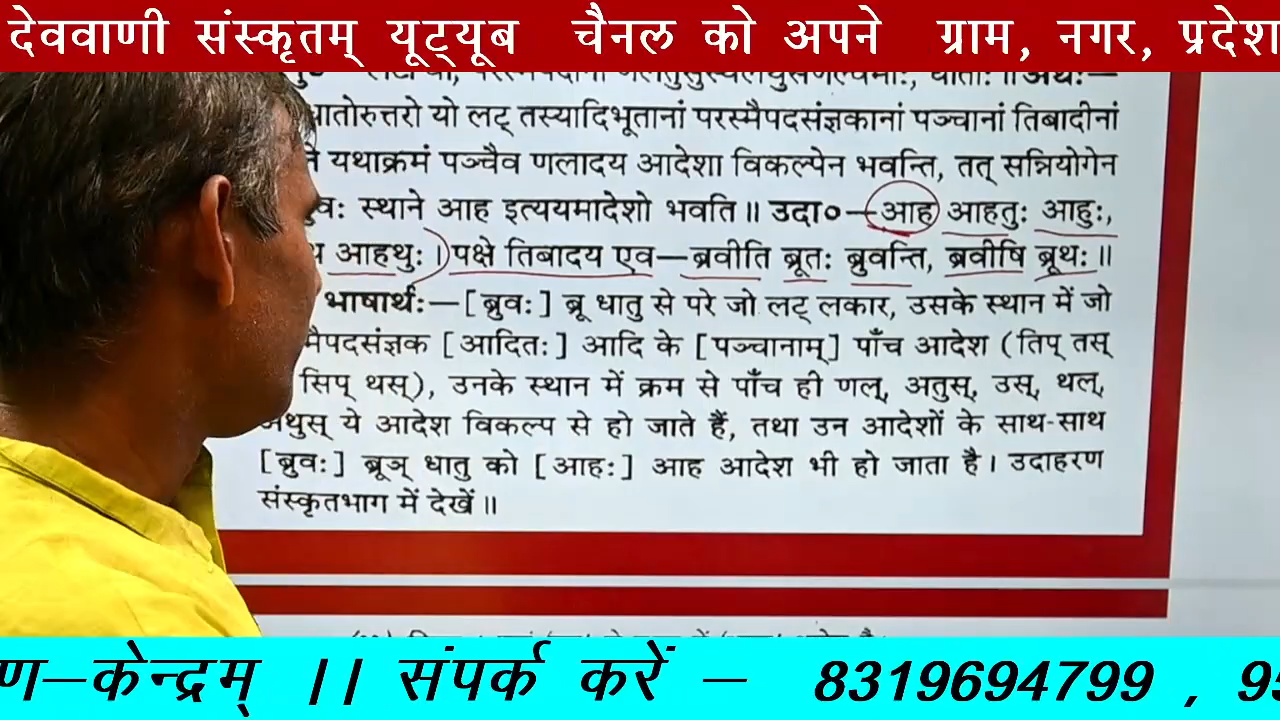 देववाणी संस्कृतम् यूट्यूब चैनल को अपने ग्राम, नगर, प्रदेश
धातोः ॥ अर्थः—
धातोरुत्तरो यो लट् तस्यादिभूतानां परस्मैपदसंज्ञकानां पञ्चानां तिबादीनां
यथाक्रमं पञ्चैव णलादय आदेशा विकल्पेन भवन्ति, तत् सन्नियोगेन
स्थाने आह इत्ययमादेशो भवति ॥ उदा०—आह आहतुः आहुः,
आहथुः । पक्षे तिबादय एव—ब्रवीति ब्रूतः ब्रुवन्ति, ब्रवीषि ब्रूथः ॥
भाषार्थः—[ब्रुवः] ब्रू धातु से परे जो लट् लकार, उसके स्थान में जो
मैपदसंज्ञक [आदितः] आदि के [पञ्चानाम्] पाँच आदेश (तिप् तस्
सिप् थस्), उनके स्थान में क्रम से पाँच ही णल्, अतुस्, उस्, थल्,
अथुस् ये आदेश विकल्प से हो जाते हैं, तथा उन आदेशों के साथ-साथ
[ब्रुवः] ब्रूञ् धातु को [आहः] आह आदेश भी हो जाता है। उदाहरण
संस्कृतभाग में देखें ॥
ण–केन्द्रम् ।। संपर्क करें – 8319694799 , 95